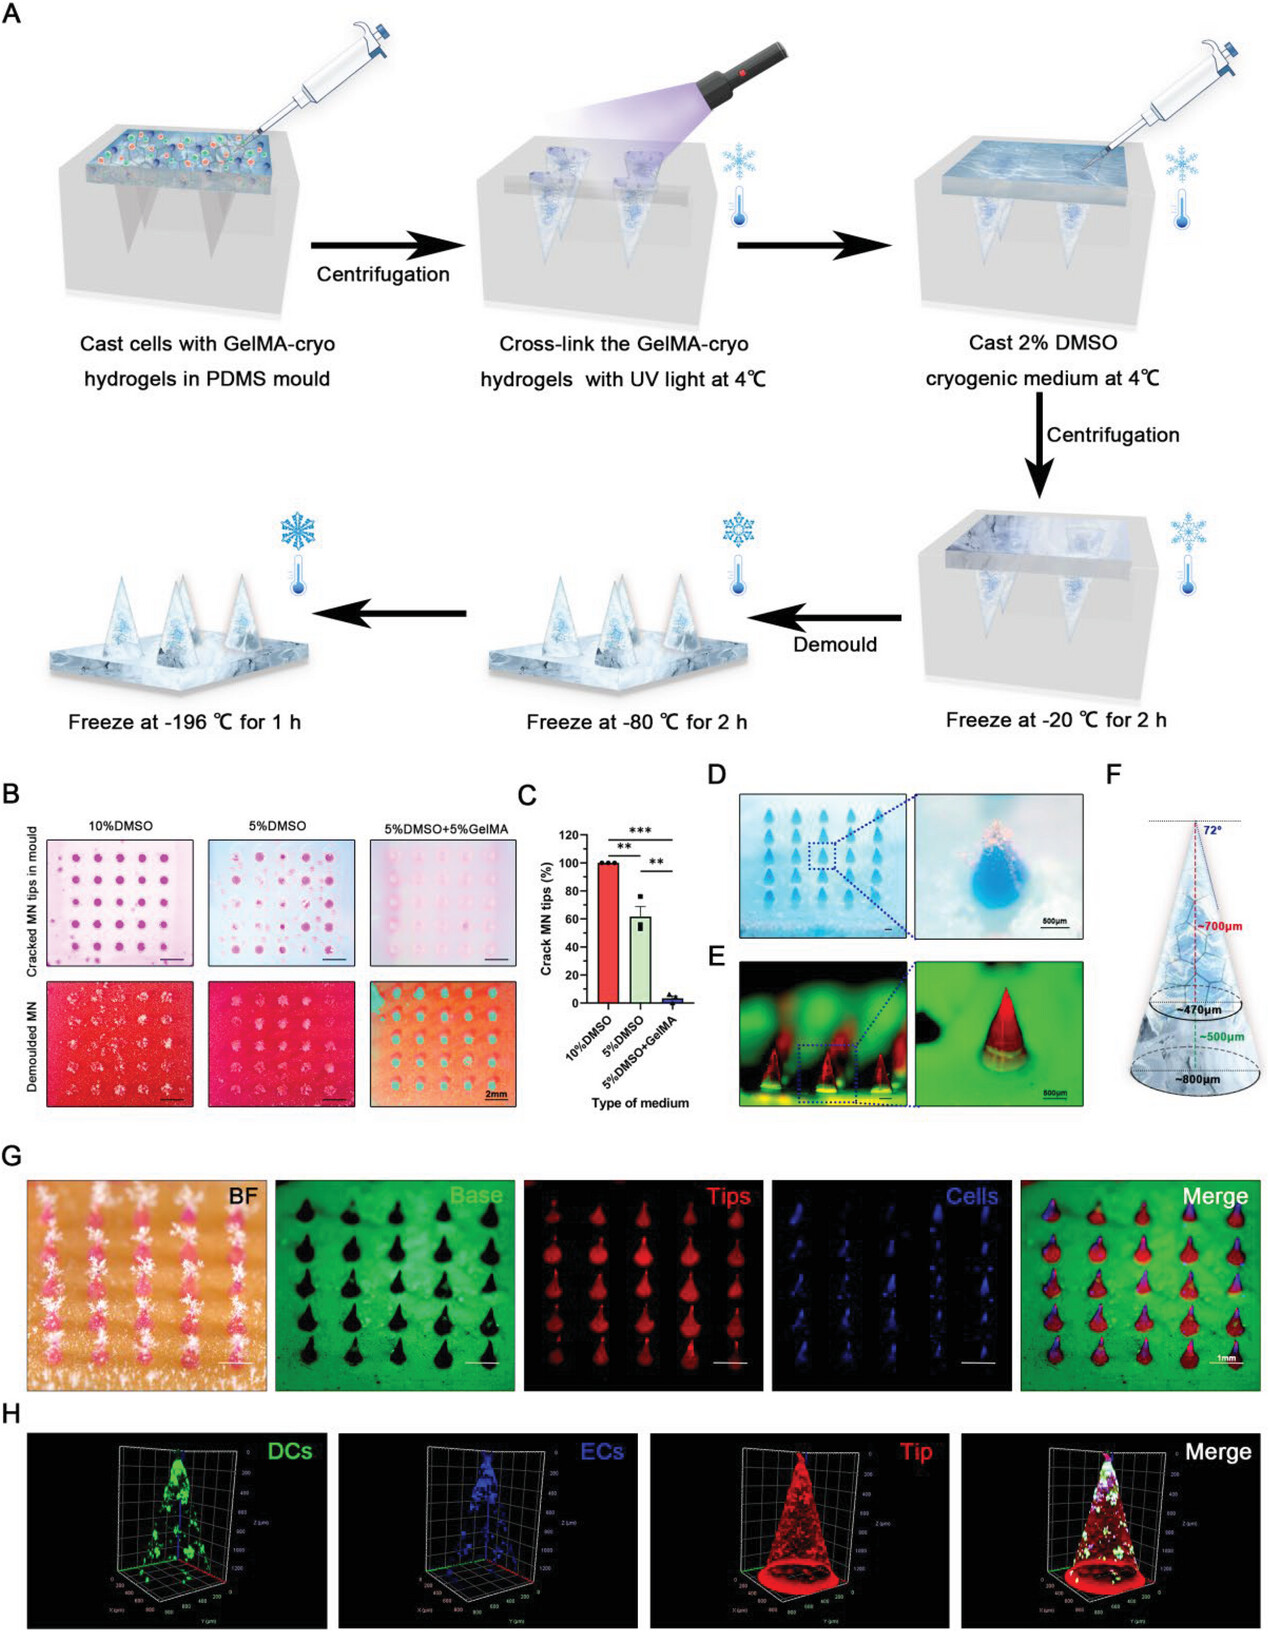 A
Centrifugation
Cast cells with GelMA-cryo
hydrogels in PDMS mould
Cross-link the GelMA-cryo
hydrogels with UV light at 4℃
Cast 2% DMSO
cryogenic medium at 4℃
Centrifugation
Demould
Freeze at -196 ℃ for 1 h
Freeze at -80 ℃ for 2 h
Freeze at -20 ℃ for 2 h
B
10%DMSO
5%DMSO
5%DMSO+5%GelMA
Cracked MN tips in mould
Demoulded MN
2mm
C
Crack MN tips (%)
120
100
80
60
40
20
0
***
**
**
10%DMSO
5%DMSO
5%DMSO+GelMA
Type of medium
D
500μm
E
500μm
F
72°
~700μm
~470μm
~500μm
~800μm
G
BF
Base
Tips
Cells
Merge
1mm
H
DCs
ECs
Tip
Merge